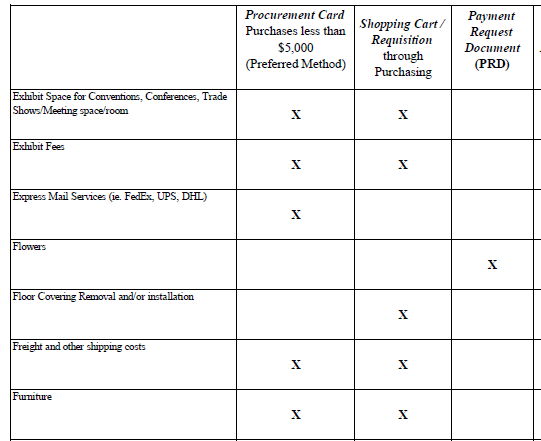 Procurement Card
Purchases less than
$5,000
(Preferred Method)
Shopping Cart /
Requisition
through
Purchasing
Payment
Request
Document
(PRD)
Exhibit Space for Conventions, Conferences, Trade
Shows/Meeting space/room
X X
Exhibit Fees
X X
Express Mail Services (ie. FedEx, UPS, DHL)
X
Flowers
X
Floor Covering Removal and/or installation
X
Freight and other shipping costs
X X
Furniture
X X